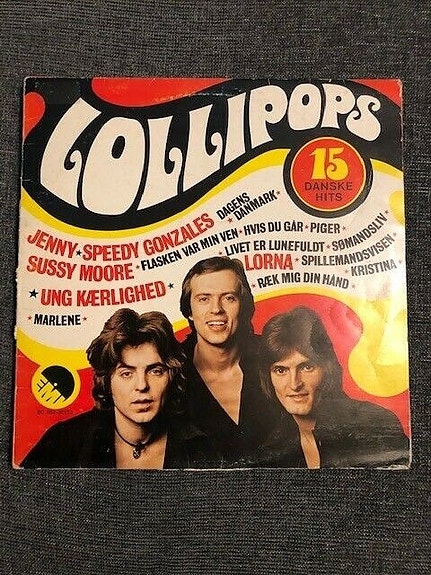 LOLLIPOPS
15
DANSKE
HITS
JENNY ★ SPEEDY GONZALES DAGENS DANMARK ★
SUSSY MOORE ★ FLASKEN VAR MIN VEN ★ HVIS DU GÅR ★ PIGER ★
LIVET ER LUNEFULDT ★ SØMANDSLIV ★
★ UNG KÆRLIGHED ★ LORNA ★ SPILLEMANDSVISEN ★
★ MARLENE ★ ★ RÆK MIG DIN HÅND ★ KRISTINA ★
EMI